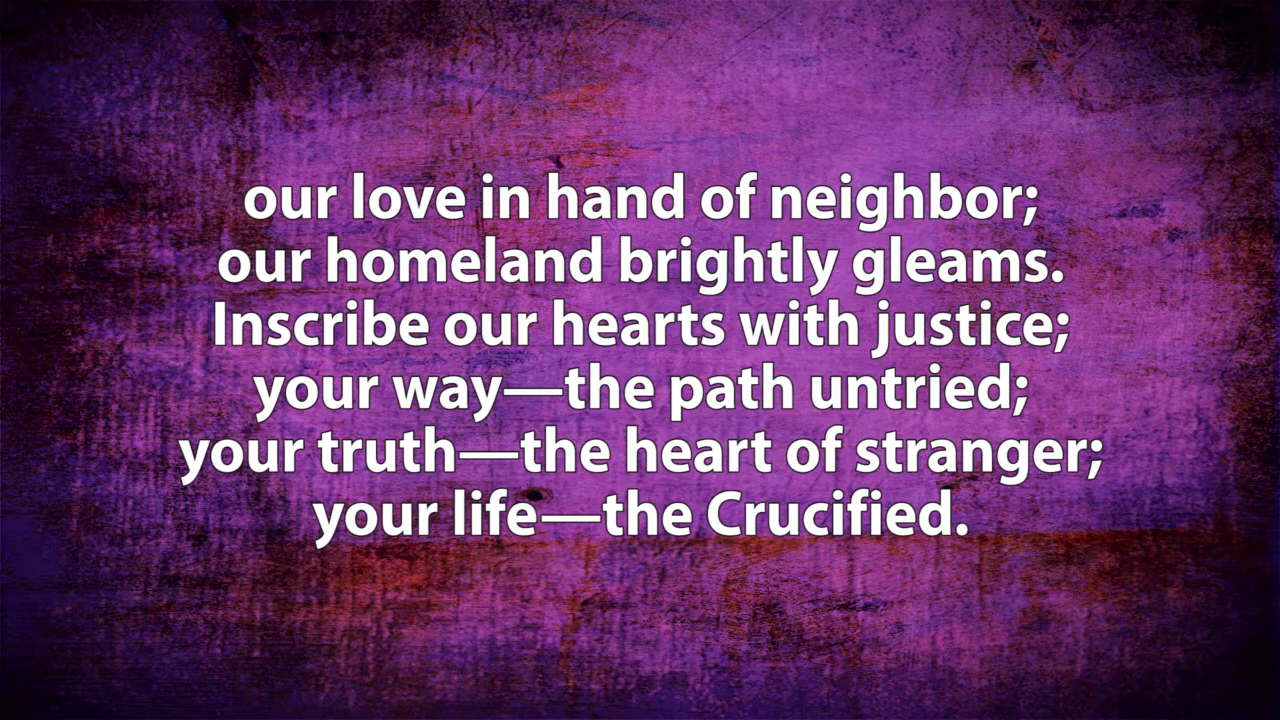 our love in hand of neighbor;
our homeland brightly gleams.
Inscribe our hearts with justice;
your way—the path untried;
your truth—the heart of stranger;
your life—the Crucified.